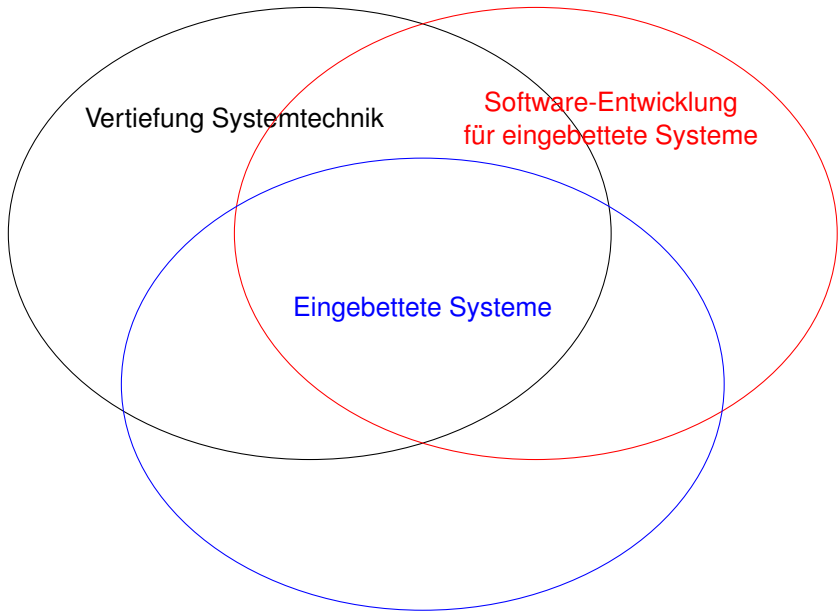 Vertiefung Systemtechnik
Software-Entwicklung
für eingebettete Systeme
Eingebettete Systeme